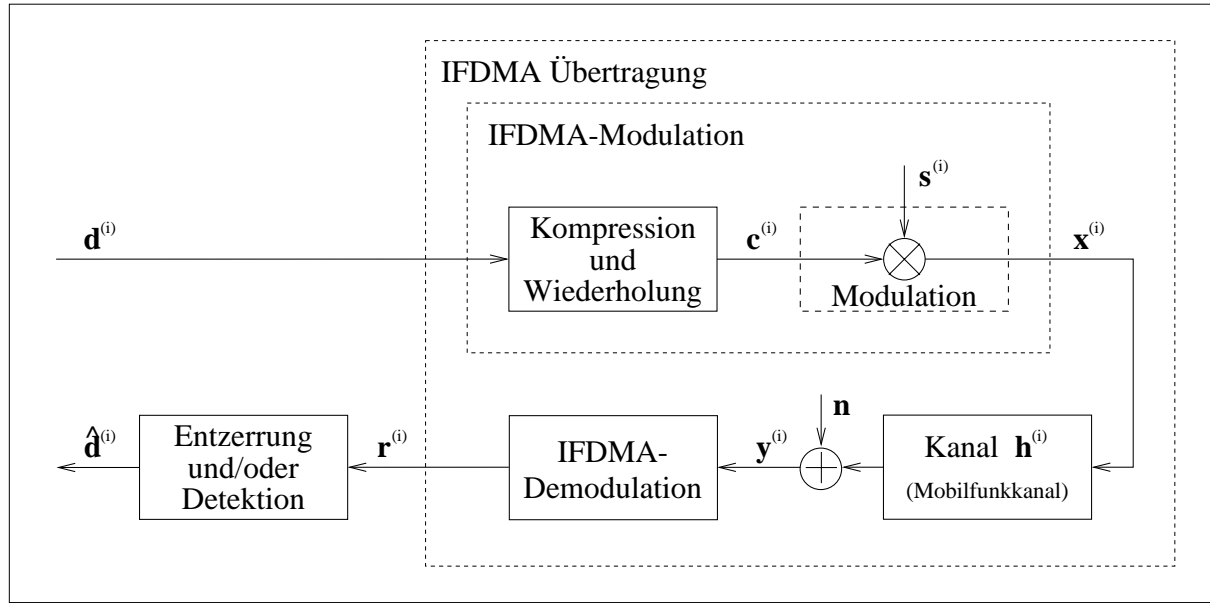 IFDMA Übertragung
IFDMA-Modulation
s^(i)
d^(i)
Kompression
und
Wiederholung
c^(i)
x^(i)
Modulation
d̂^(i)
Entzerrung
und/oder
Detektion
r^(i)
IFDMA-
Demodulation
y^(i)
n
Kanal h^(i)
(Mobilfunkkanal)